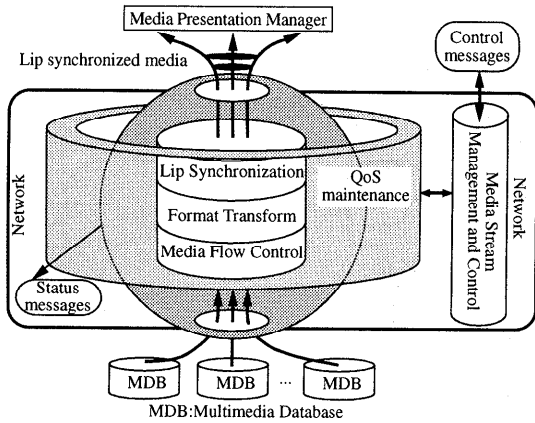 Media Presentation Manager
Lip synchronized media
Control
messages
Network
Lip Synchronization
Format Transform
Media Flow Control
QoS
maintenance
Media Stream
Management and Control
Network
Status
messages
MDB
MDB
...
MDB
MDB:Multimedia Database